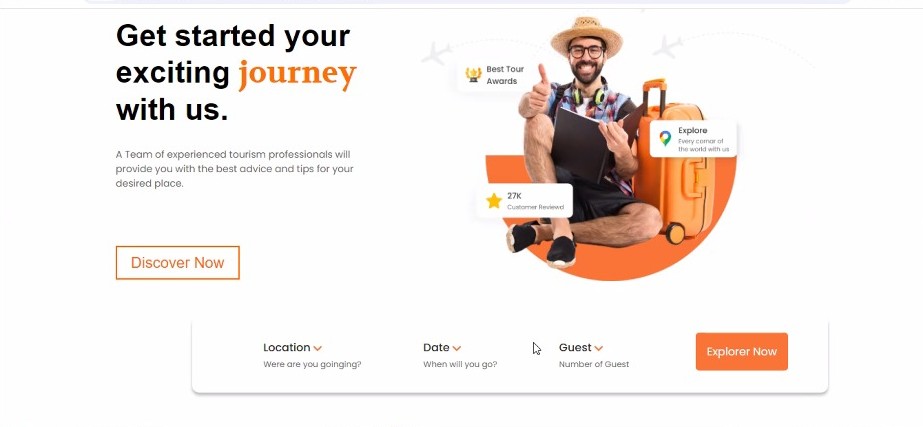 Get started your
exciting journey
with us.
A Team of experienced tourism professionals will
provide you with the best advice and tips for your
desired place.
Discover Now
Best Tour
Awards
Explore
Every cornar of
the world with us
27K
Customer Reviewd
Location
Were are you goinging?
Date
When will you go?
Guest
Number of Guest
Explorer Now